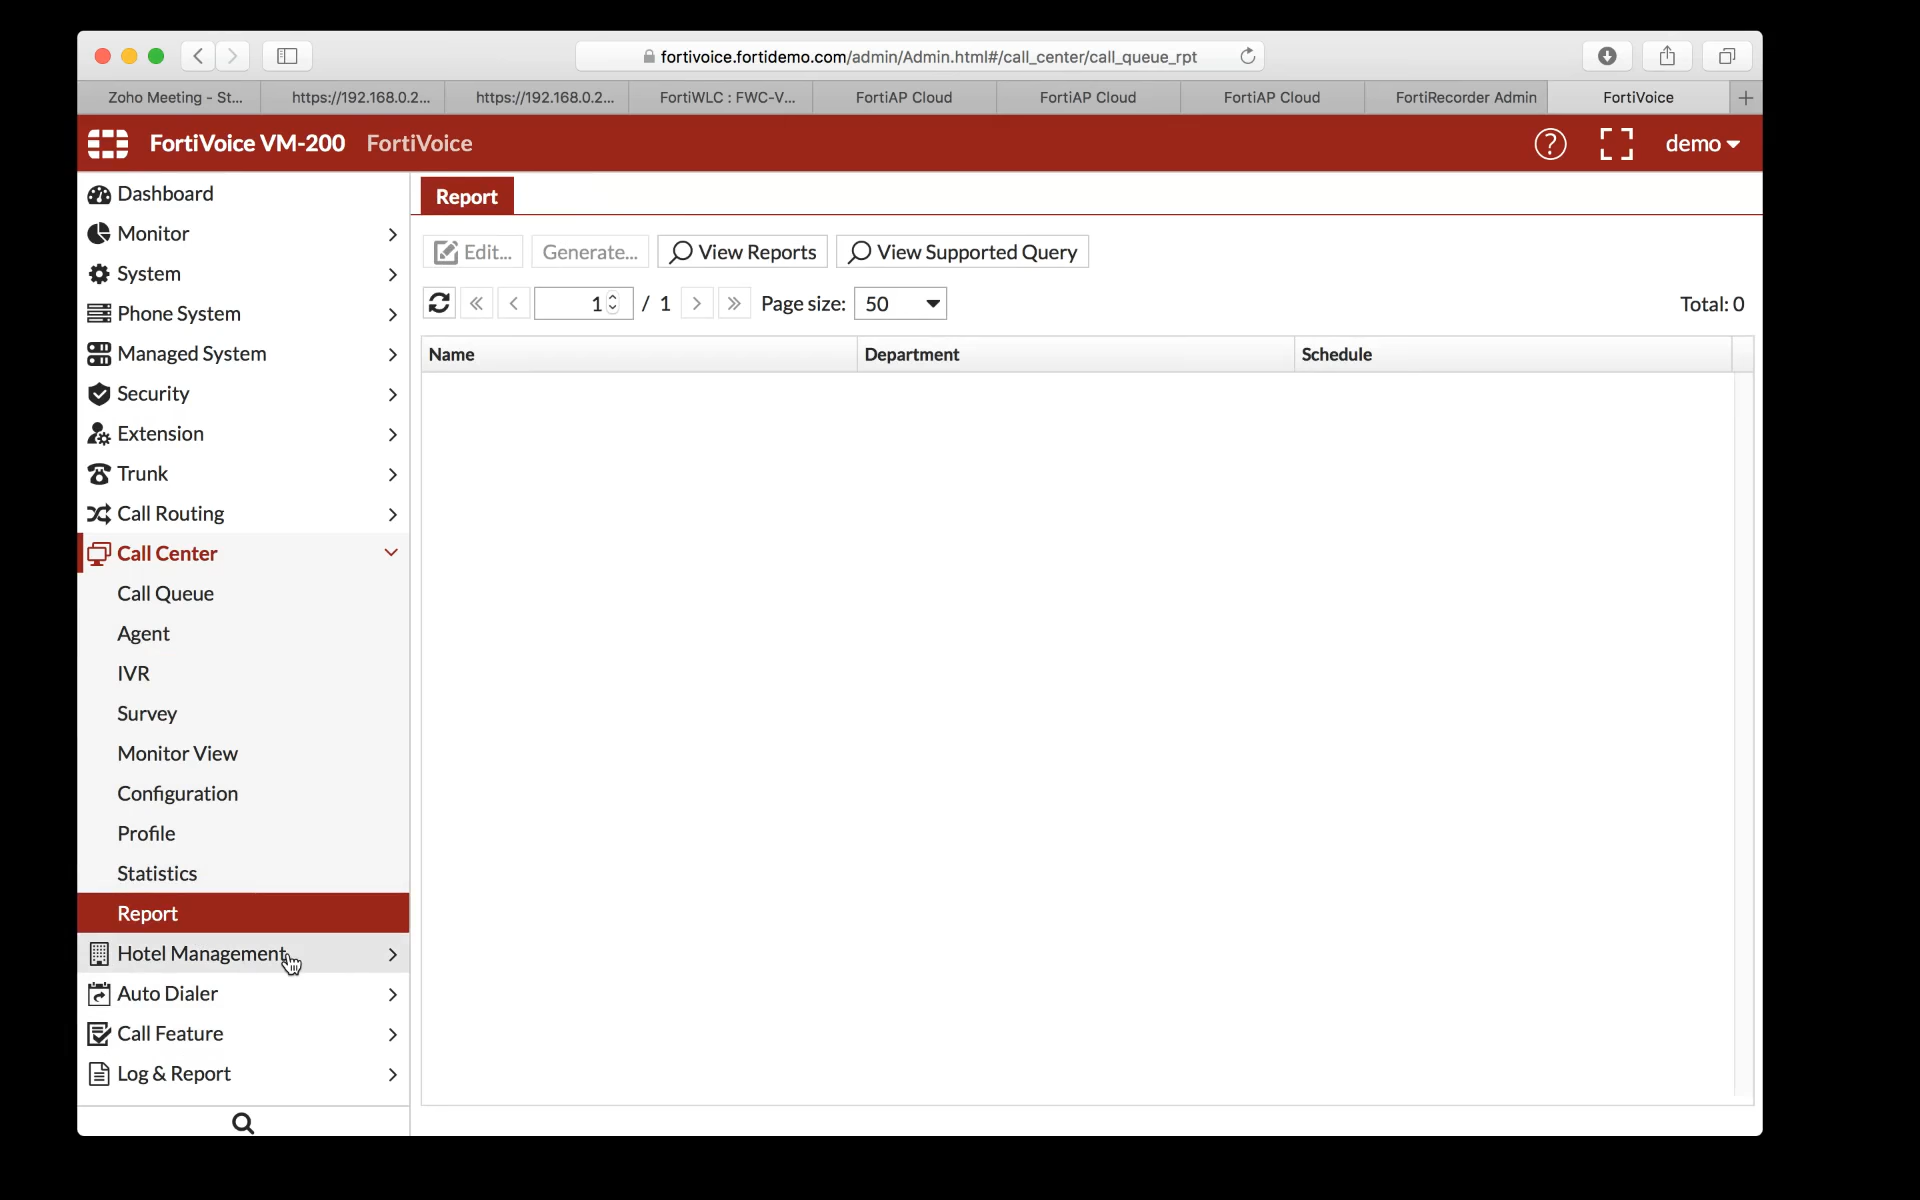 fortivoice.fortidemo.com/admin/Admin.html#/call_center/call_queue_rpt
Zoho Meeting - St... https://192.168.0.2... https://192.168.0.2... FortiWLC : FWC-V... FortiAP Cloud FortiAP Cloud FortiAP Cloud FortiRecorder Admin FortiVoice
FortiVoice VM-200 FortiVoice
demo
Dashboard
Monitor
System
Phone System
Managed System
Security
Extension
Trunk
Call Routing
Call Center
Call Queue
Agent
IVR
Survey
Monitor View
Configuration
Profile
Statistics
Report
Hotel Management
Auto Dialer
Call Feature
Log & Report
Report
Edit... Generate... View Reports View Supported Query
1 / 1 Page size: 50 Total: 0
Name Department Schedule